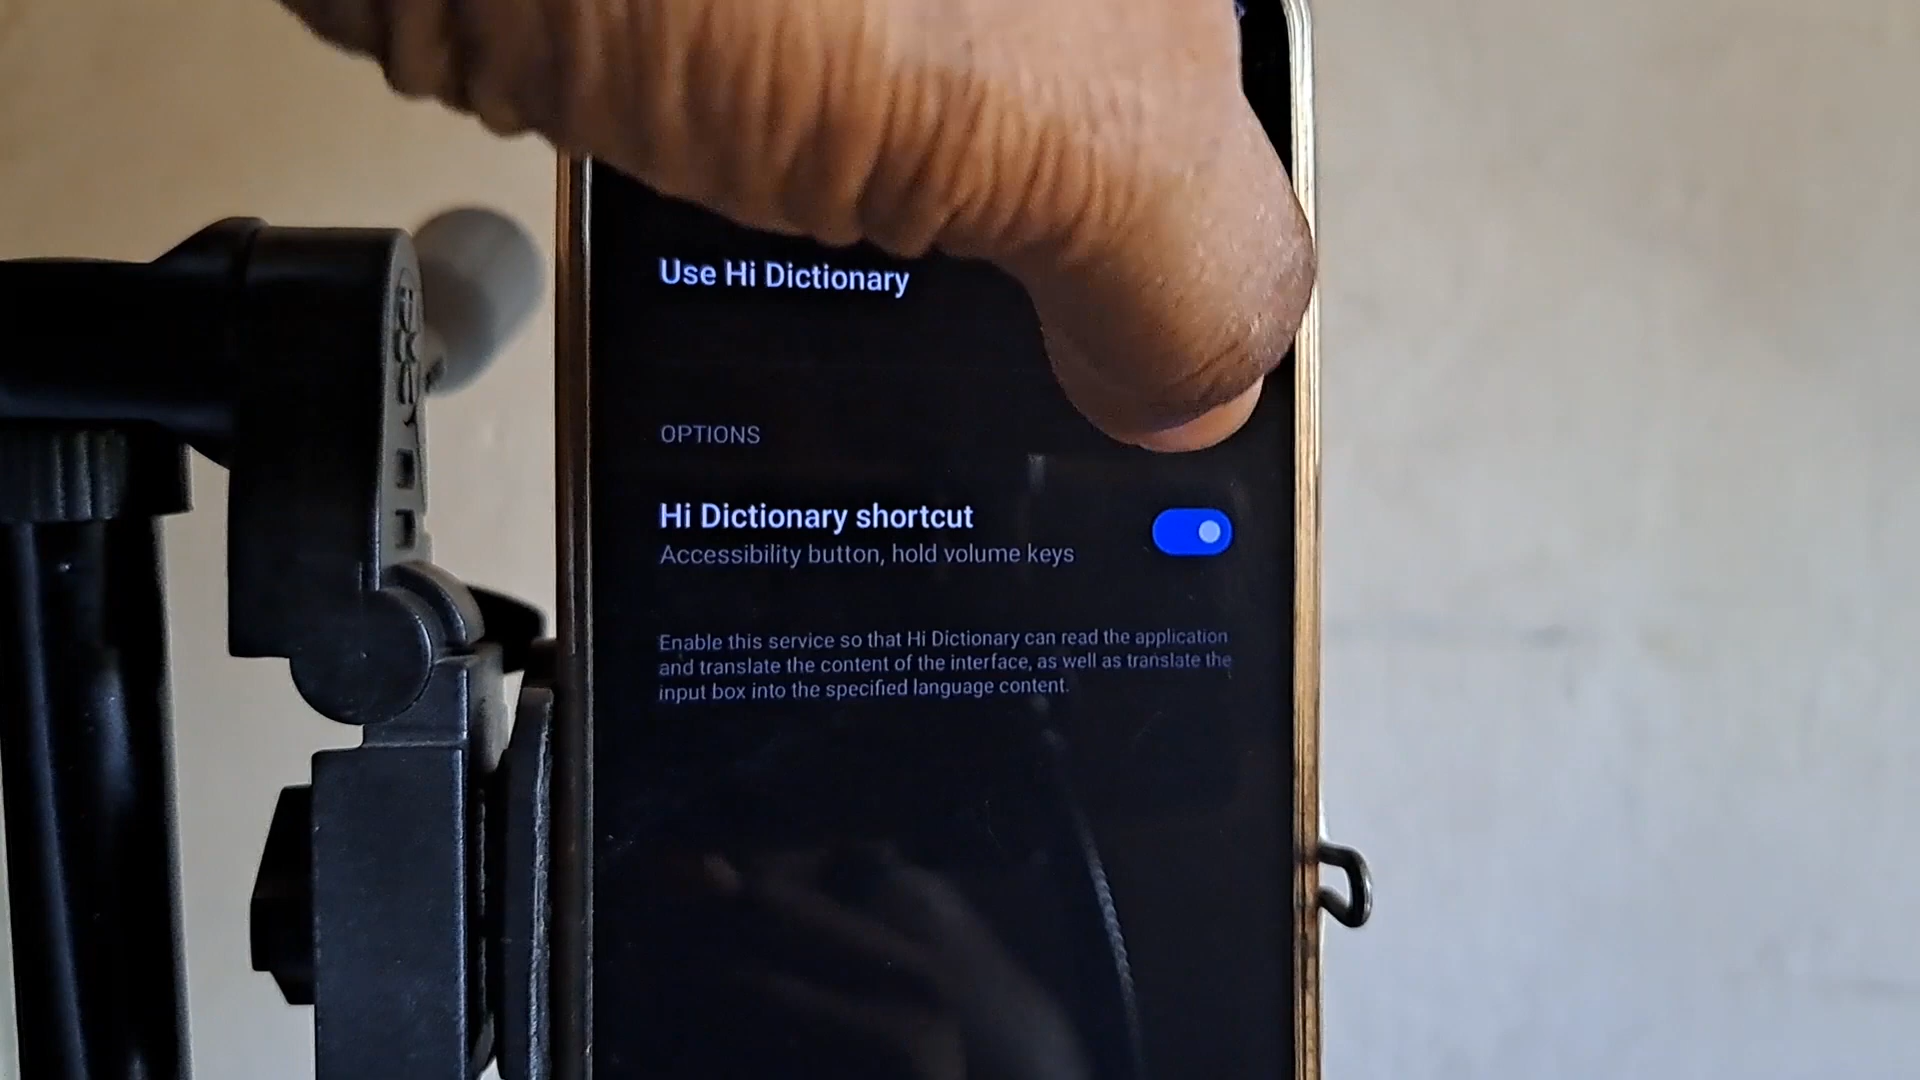 Use Hi Dictionary
OPTIONS
Hi Dictionary shortcut
Accessibility button, hold volume keys
Enable this service so that Hi Dictionary can read the application
and translate the content of the interface, as well as translate the
input box into the specified language content.